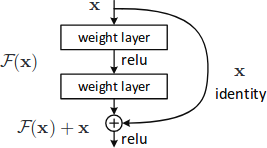 x
weight layer
F(x)
relu
x
weight layer
identity
F(x) + x
relu